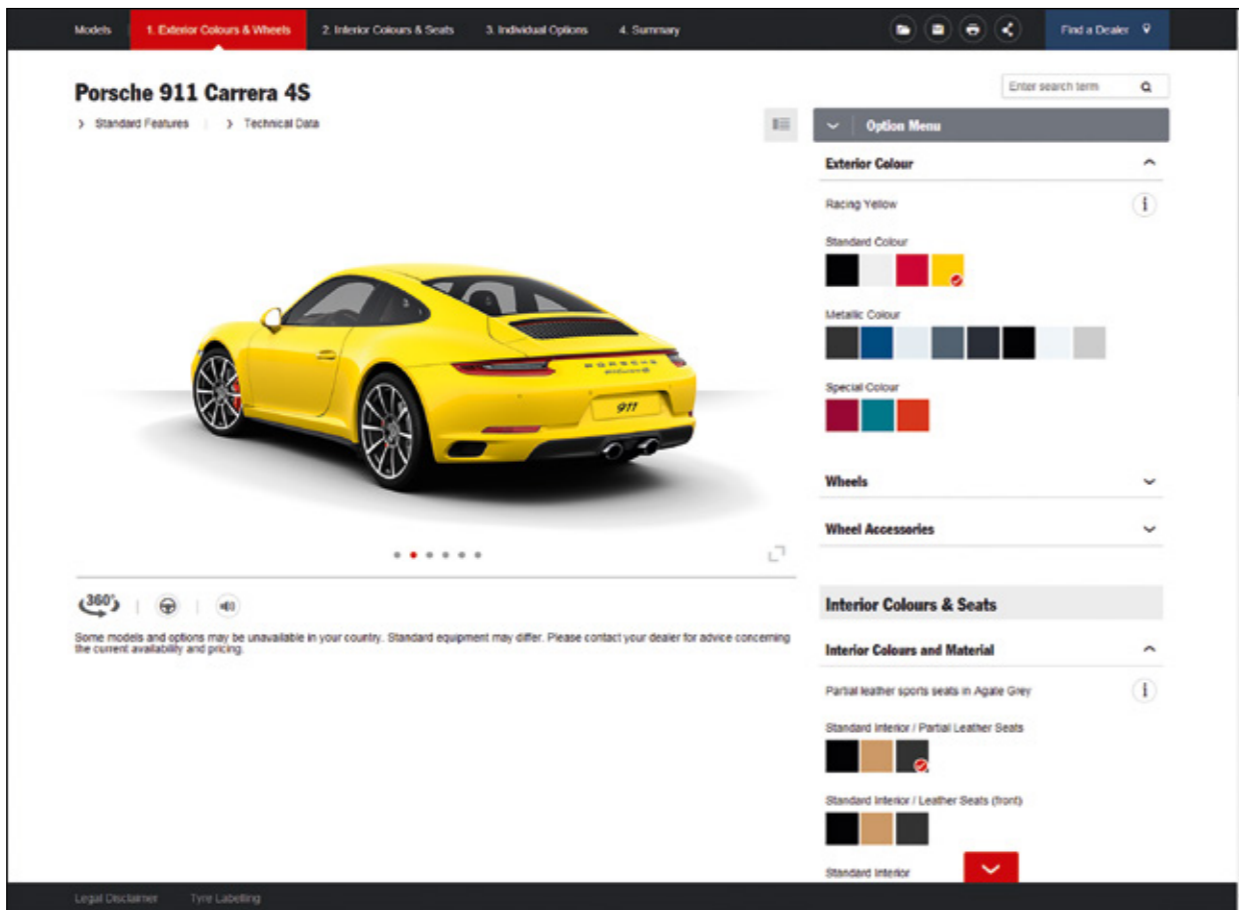 Models
1. Exterior Colours & Wheels
2. Interior Colours & Seats
3. Individual Options
4. Summary
Find a Dealer
Porsche 911 Carrera 4S
Enter search term
Standard Features
Technical Data
Option Menu
Exterior Colour
Racing Yellow
Standard Colour
Metallic Colour
Special Colour
PORSCHE
911
Wheels
Wheel Accessories
360°
Some models and options may be unavailable in your country. Standard equipment may differ. Please contact your dealer for advice concerning
the current availability and pricing.
Interior Colours & Seats
Interior Colours and Material
Partial leather sports seats in Agate Grey
Standard Interior / Partial Leather Seats
Standard Interior / Leather Seats (front)
Standard Interior
Legal Disclaimer
Tyre Labelling